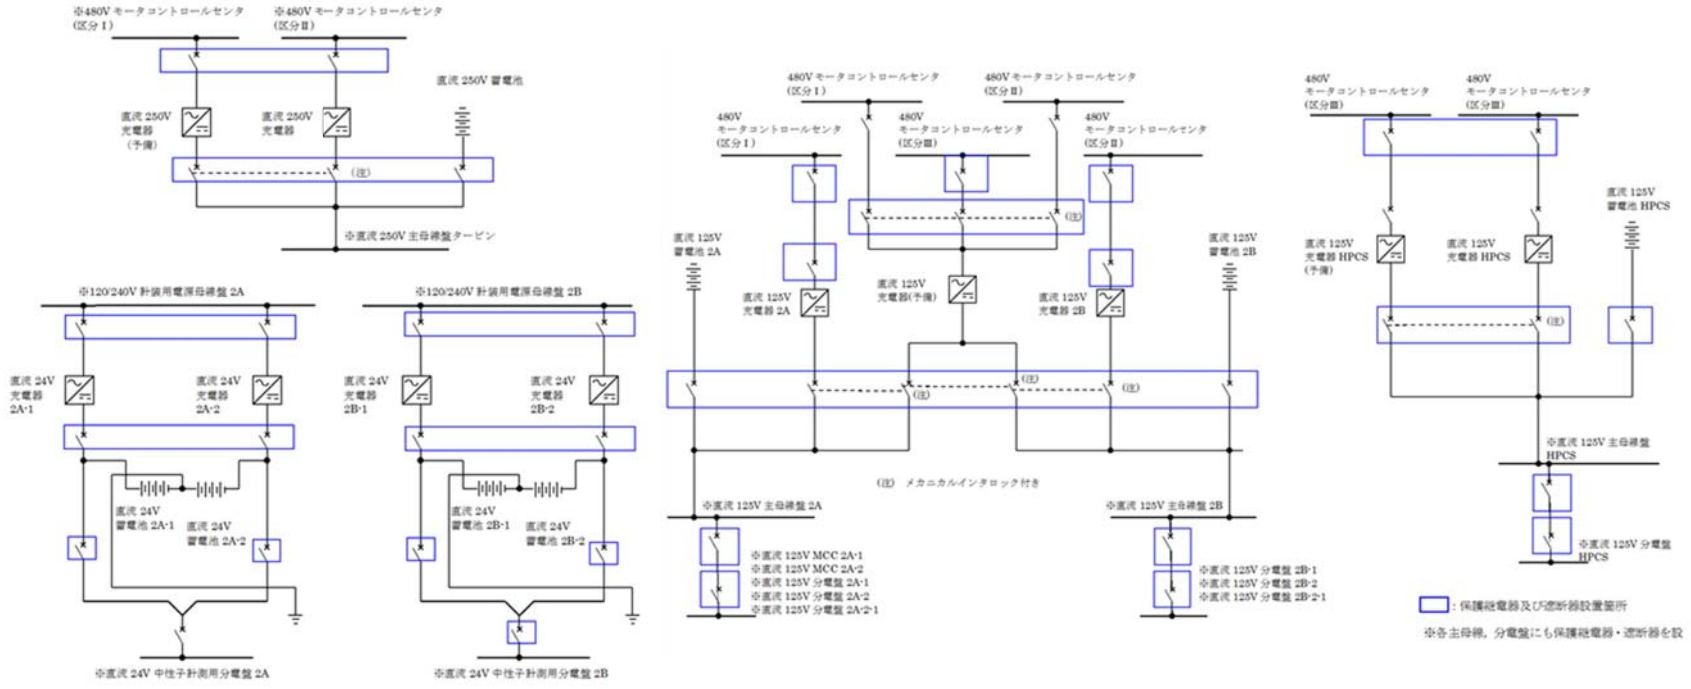 ※480V モータコントロールセンタ
(区分Ⅰ)
※480V モータコントロールセンタ
(区分Ⅱ)
直流 250V 蓄電池
直流 250V
充電器
(予備)
直流 250V
充電器
(注)
※直流 250V 主母線盤タービン
※120/240V 計装用電源母線盤 2A
直流 24V
充電器
2A-1
直流 24V
充電器
2A-2
直流 24V
蓄電池 2A-1
直流 24V
蓄電池 2A-2
※直流 24V 中性子計測用分電盤 2A
※120/240V 計装用電源母線盤 2B
直流 24V
充電器
2B-1
直流 24V
充電器
2B-2
直流 24V
蓄電池 2B-1
直流 24V
蓄電池 2B-2
※直流 24V 中性子計測用分電盤 2B
480V モータコントロールセンタ
(区分Ⅰ)
480V モータコントロールセンタ
(区分Ⅱ)
480V
モータコントロールセンタ
(区分Ⅰ)
480V
モータコントロールセンタ
(区分Ⅲ)
480V
モータコントロールセンタ
(区分Ⅱ)
(注)
直流 125V
蓄電池 2A
直流 125V
充電器 2A
直流 125V
充電器(予備)
直流 125V
充電器 2B
直流 125V
蓄電池 2B
(注)
(注)
(注)
(注) メカニカルインタロック付き
※直流 125V 主母線盤 2A
※直流 125V MCC 2A-1
※直流 125V MCC 2A-2
※直流 125V 分電盤 2A-1
※直流 125V 分電盤 2A-2
※直流 125V 分電盤 2A-2-1
※直流 125V 主母線盤 2B
※直流 125V 分電盤 2B-1
※直流 125V 分電盤 2B-2
※直流 125V 分電盤 2B-2-1
480V
モータコントロールセンタ
(区分Ⅲ)
480V
モータコントロールセンタ
(区分Ⅲ)
直流 125V
蓄電池 HPCS
直流 125V
充電器 HPCS
(予備)
直流 125V
充電器 HPCS
(注)
※直流 125V 主母線盤
HPCS
※直流 125V 分電盤
HPCS
：保護継電器及び遮断器設置箇所
※各主母線，分電盤にも保護継電器・遮断器を設